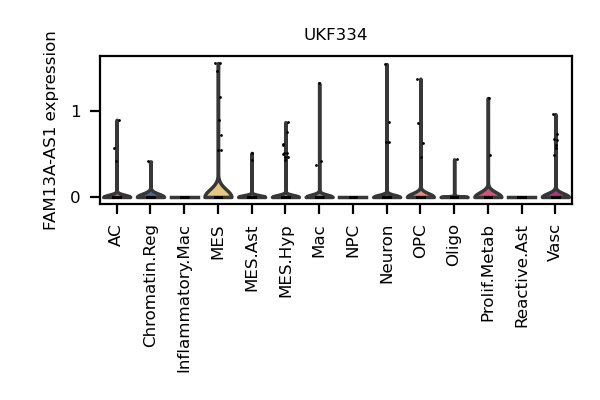 UKF334
FAM13A-AS1 expression
1
0
AC
Chromatin.Reg
Inflammatory.Mac
MES
MES.Ast
MES.Hyp
Mac
NPC
Neuron
OPC
Oligo
Prolif.Metab
Reactive.Ast
Vasc